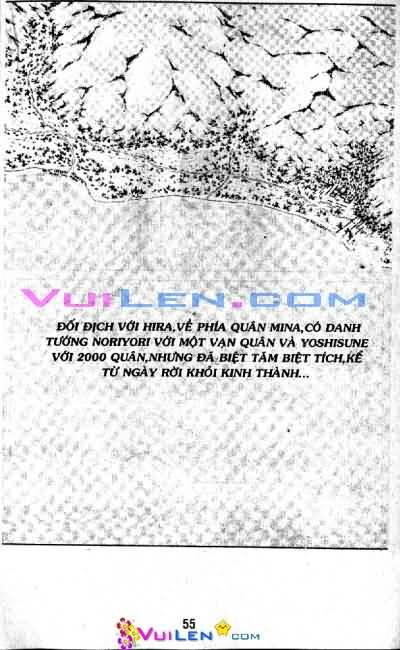 VUILEN.COM
ĐỐI ĐỊCH VỚI HIRA,VỀ PHÍA QUÂN MINA,CÓ DANH
TƯỚNG NORIYORI VỚI MỘT VẠN QUÂN VÀ YOSHISUNE
VỚI 2000 QUÂN,NHƯNG ĐÃ BIỆT TĂM BIỆT TÍCH,KỂ
TỪ NGÀY RỜI KHỎI KINH THÀNH...
55
VUILEN COM